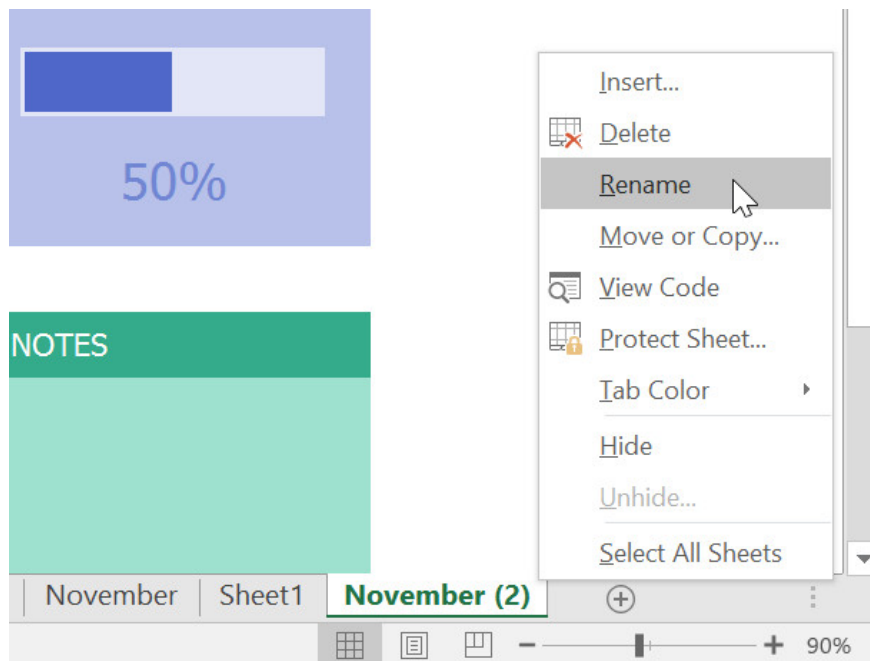 50%
NOTES
Insert...
Delete
Rename
Move or Copy...
View Code
Protect Sheet...
Tab Color
Hide
Unhide...
Select All Sheets
November Sheet1 November (2)
90%